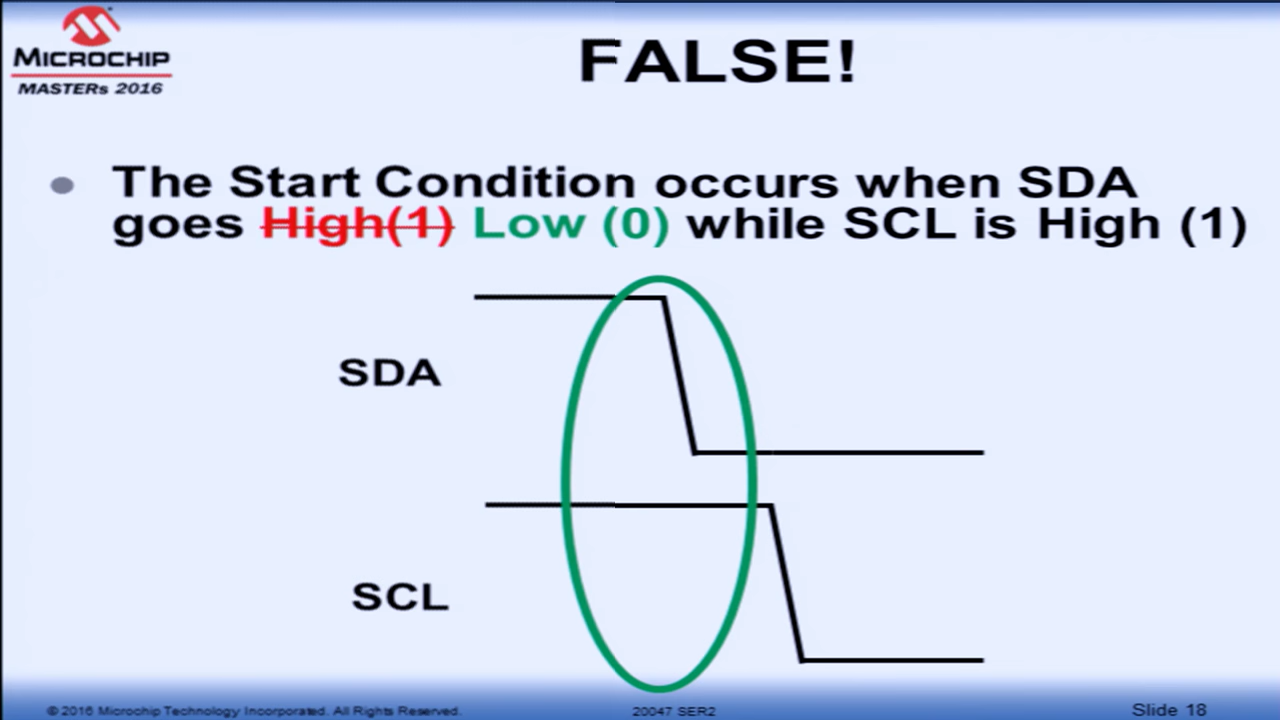 MICROCHIP
MASTERs 2016
FALSE!
The Start Condition occurs when SDA
goes High(1) Low (0) while SCL is High (1)
SDA
SCL
© 2016 Microchip Technology Incorporated. All Rights Reserved.
20047 SER2
Slide 18